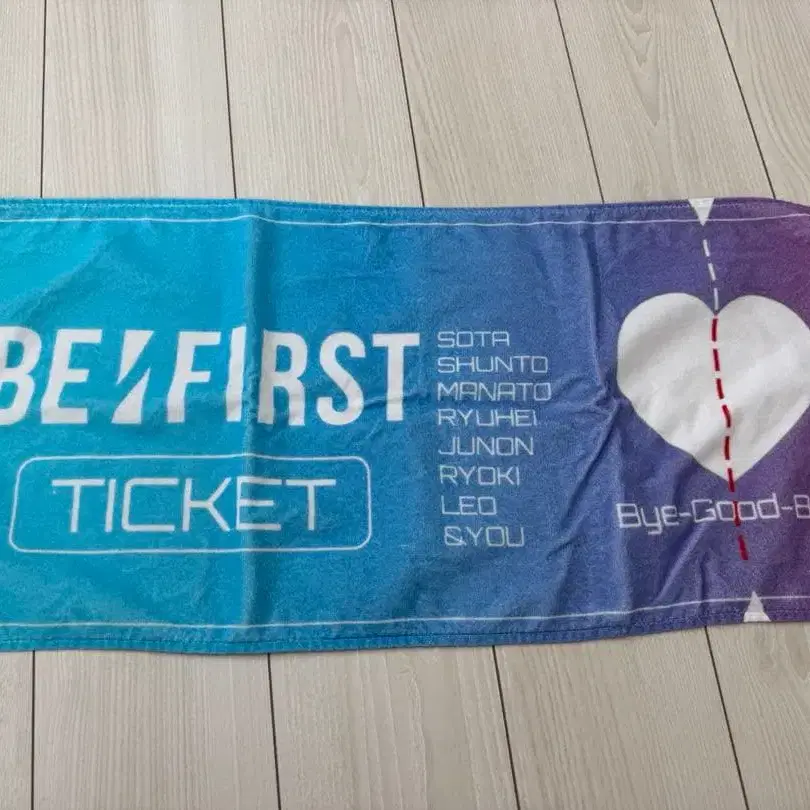 BE:FIRST
TICKET
SOTA
SHUNTO
MANATO
RYUHEI
JUNON
RYOKI
LEO
&YOU
Bye-Good-B